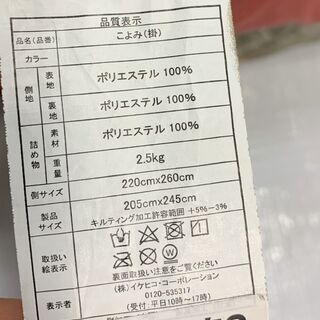 品質表示
品名(品番) こよみ(掛)
カラー
側地 表地 ポリエステル 100%
裏地 ポリエステル 100%
詰め物 素材 ポリエステル 100%
重量 2.5kg
側サイズ 220cmx260cm
製品サイズ 205cmx245cm
キルティング加工許容範囲 +5%-3%
取扱い絵表示
裏面取扱い注意もご覧ください
表示者 (株)イケヒコ・コーポレーション
0120-535317
(受付:平日10時~17時)